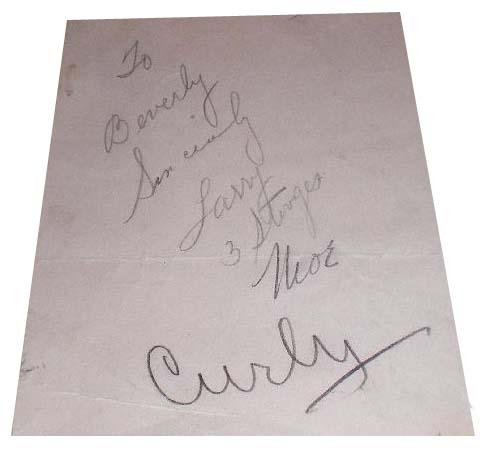 To
Beverly
Sincerely
Larry
3 Stooges
Moe
Curly